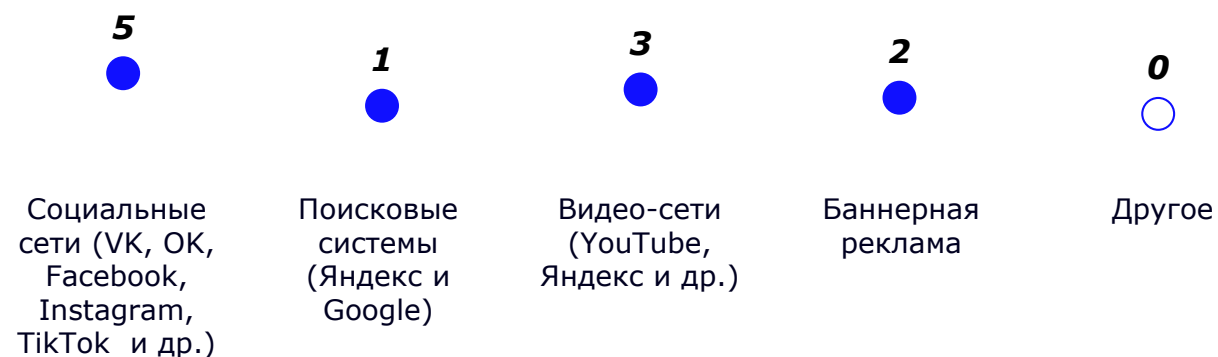 5
1
3
2
0
Социальные
сети (VK, OK,
Facebook,
Instagram,
TikTok и др.)
Поисковые
системы
(Яндекс и
Google)
Видео-сети
(YouTube,
Яндекс и др.)
Баннерная
реклама
Другое